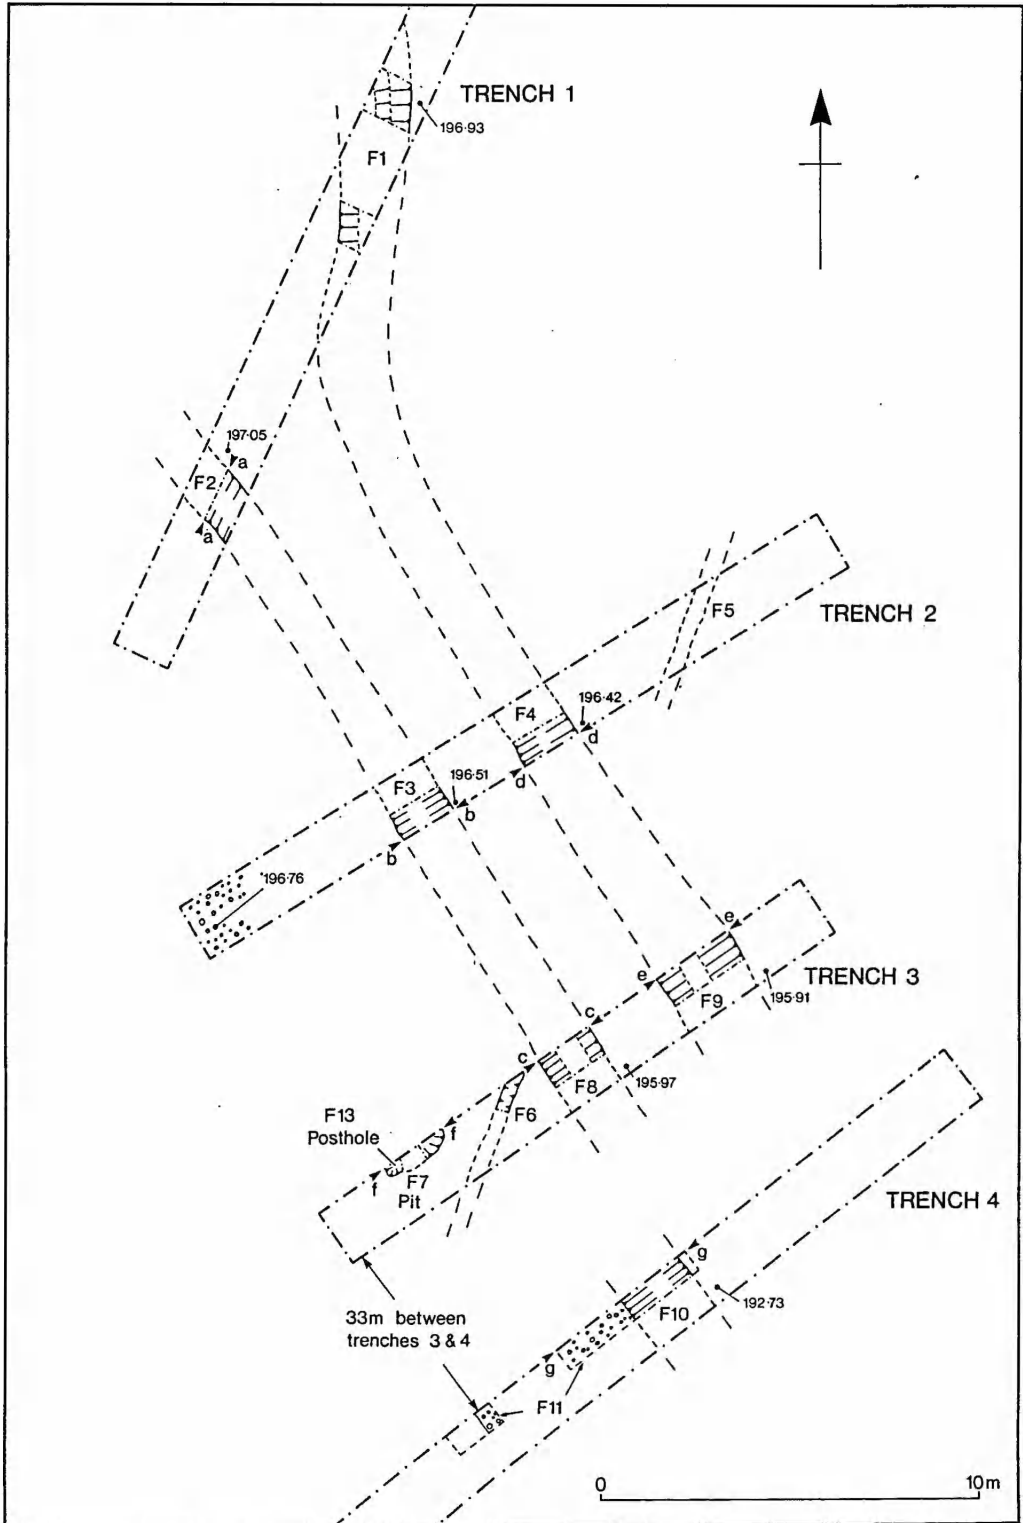 TRENCH 1
196·93
F1
197·05
a
F2
a
F5
TRENCH 2
196·42
F4
d
196·51
F3
d
b
b
196·76
e
TRENCH 3
e
195·91
F9
c
c
195·97
F8
F6
F13
Posthole
f
F7
f
Pit
TRENCH 4
g
192·73
F10
33m between
trenches 3 & 4
g
F11
0
10m